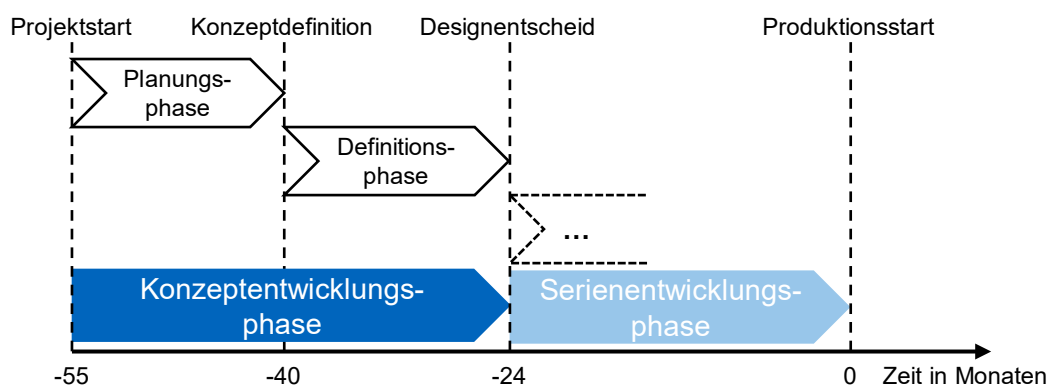 Projektstart Konzeptdefinition Designentscheid Produktionsstart
Planungs-
phase
Definitions-
phase
...
Konzeptentwicklungs-
phase
Serienentwicklungs-
phase
-55 -40 -24 0 Zeit in Monaten